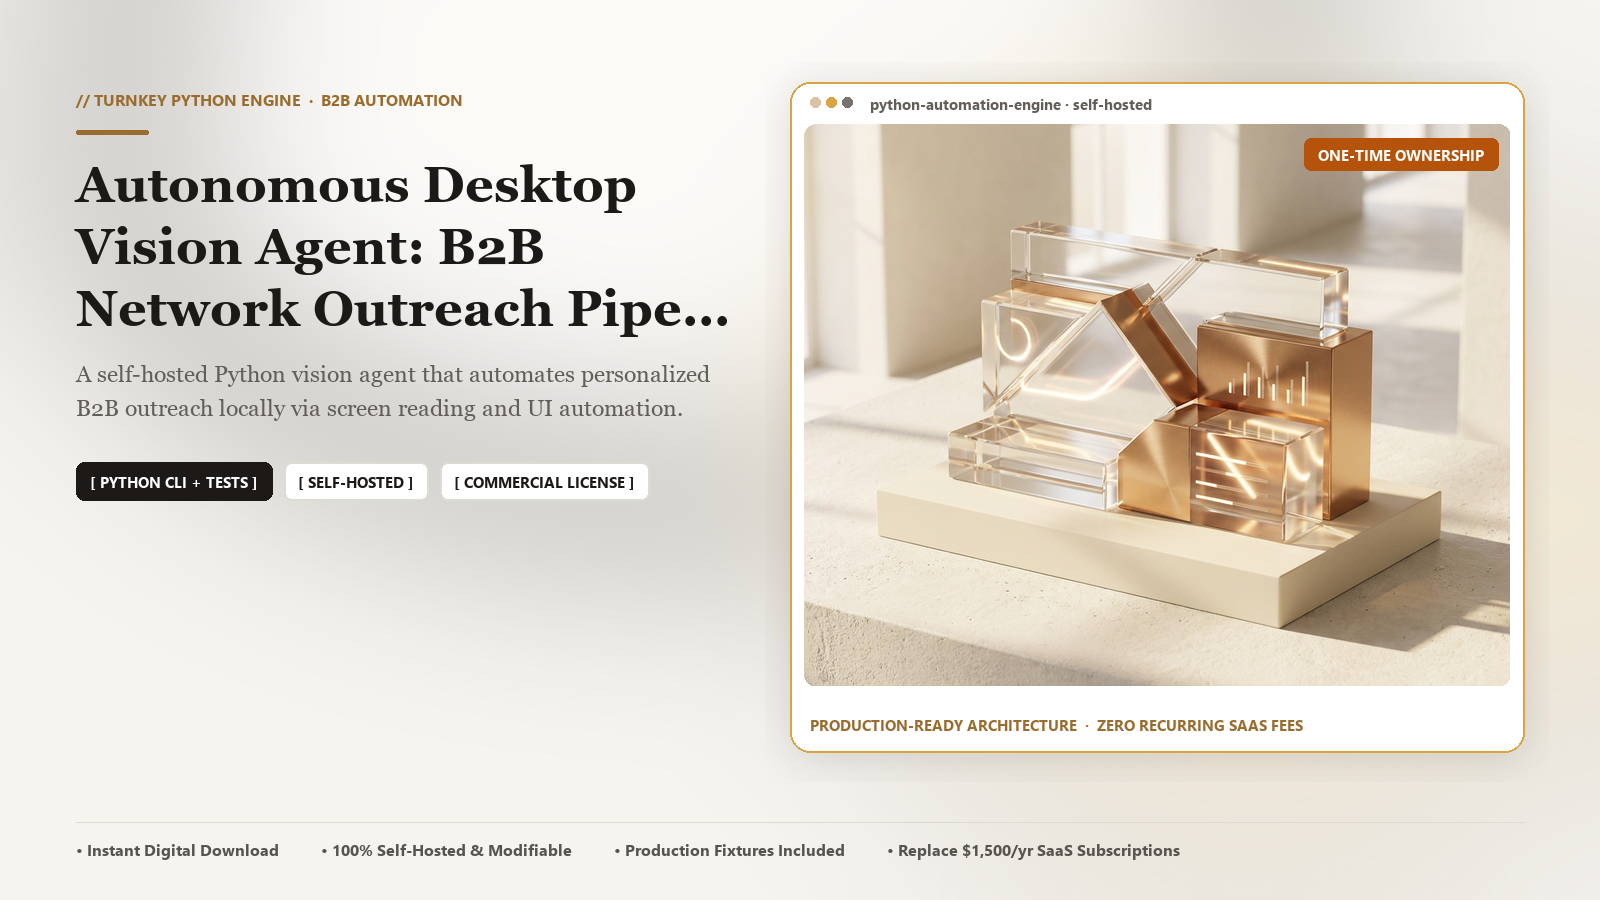 // TURNKEY PYTHON ENGINE · B2B AUTOMATION
Autonomous Desktop
Vision Agent: B2B
Network Outreach Pipe...
A self-hosted Python vision agent that automates personalized
B2B outreach locally via screen reading and UI automation.
[ PYTHON CLI + TESTS ] [ SELF-HOSTED ] [ COMMERCIAL LICENSE ]
python-automation-engine · self-hosted
ONE-TIME OWNERSHIP
PRODUCTION-READY ARCHITECTURE · ZERO RECURRING SAAS FEES
• Instant Digital Download • 100% Self-Hosted & Modifiable • Production Fixtures Included • Replace $1,500/yr SaaS Subscriptions